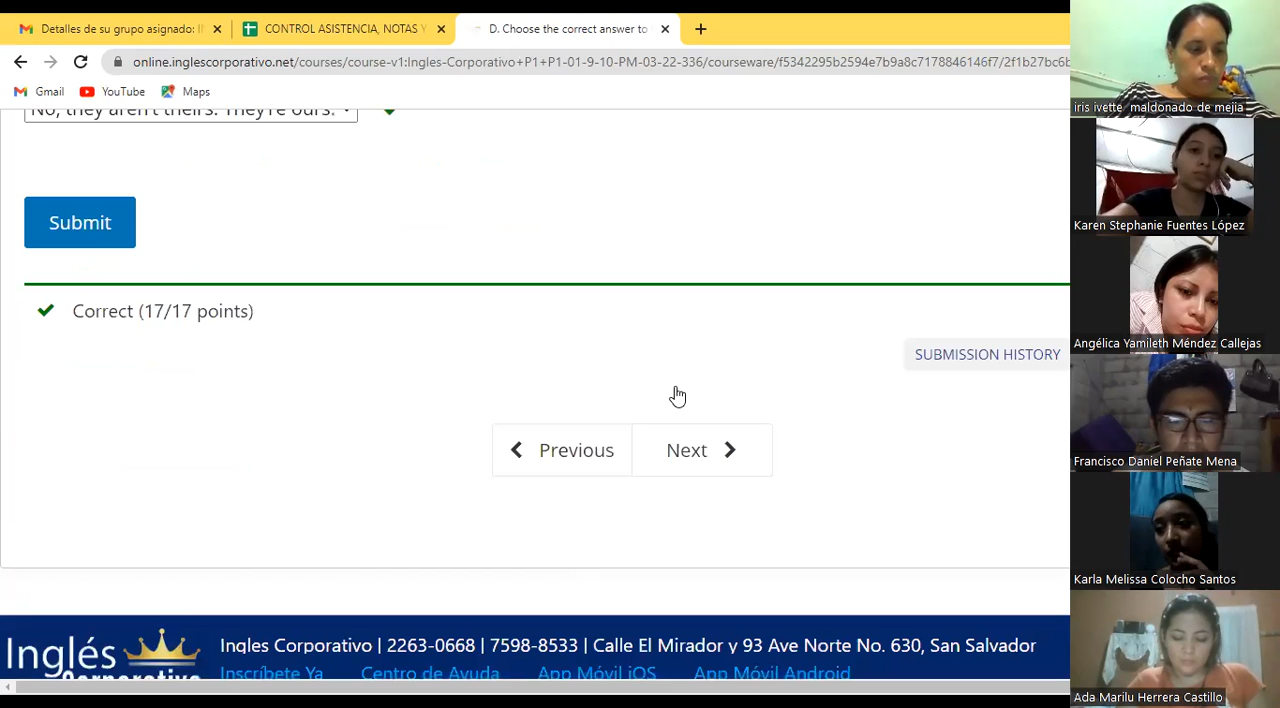 Detalles de su grupo asignado: I
CONTROL ASISTENCIA, NOTAS Y
D. Choose the correct answer to
online.inglescorporativo.net/courses/course-v1:Ingles-Corporativo+P1+P1-01-9-10-PM-03-22-336/courseware/f5342295b2594e7b9a8c7178846146f7/2f1b27bc6b
Gmail
YouTube
Maps
No, they aren't theirs. They're ours.
Submit
Correct (17/17 points)
SUBMISSION HISTORY
Previous
Next
Inglés
Corporativo
Ingles Corporativo | 2263-0668 | 7598-8533 | Calle El Mirador y 93 Ave Norte No. 630, San Salvador
Inscríbete Ya
Centro de Ayuda
App Móvil iOS
App Móvil Android
iris ivette maldonado de mejia
Karen Stephanie Fuentes López
Angélica Yamileth Méndez Callejas
Francisco Daniel Peñate Mena
Karla Melissa Colocho Santos
Ada Marilu Herrera Castillo